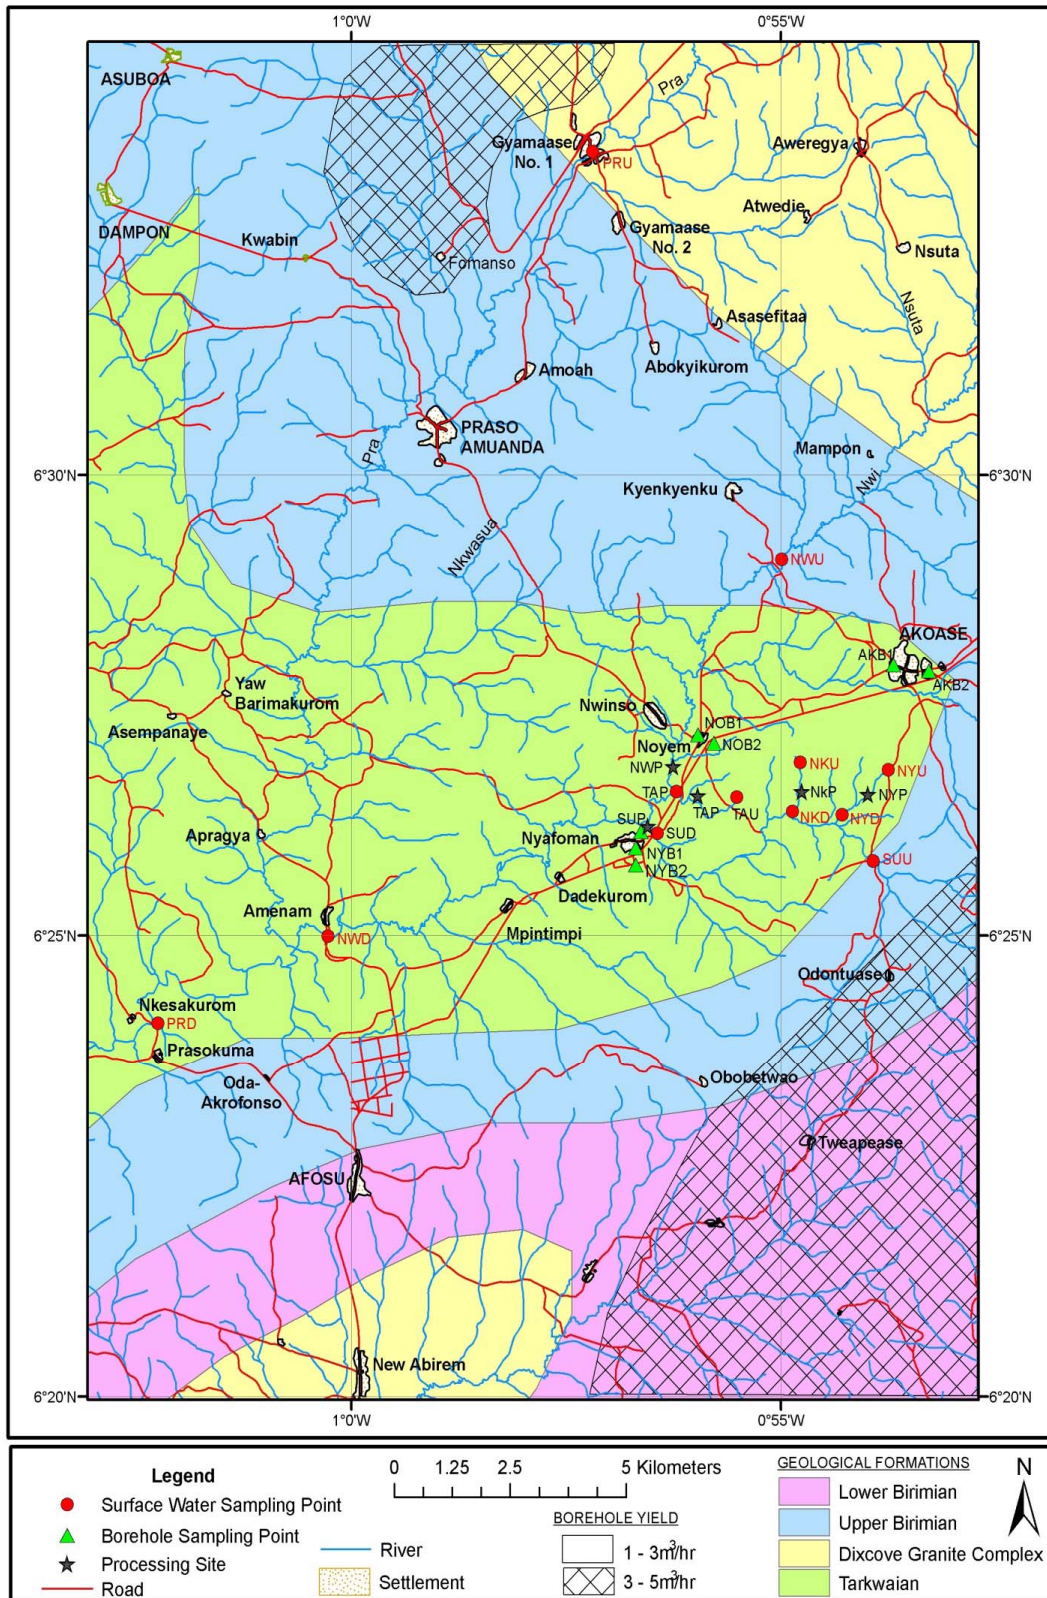 1°0'W
0°55'W
ASUBOA
Pra
Gyamaase
No. 1
PRU
Aweregya
DAMPON
Kwabin
Fomanso
Gyamaase
No. 2
Atwedie
Nsuta
Nsuta
Asasefitaa
Abokyikurom
Amoah
PRASO
AMUANDA
Pra
Mampon
6°30'N
6°30'N
Kyenkyenku
Nwi
Nkwasua
NWU
AKOASE
AKB1
AKB2
Yaw
Barimakurom
Asempanaye
Nwinso
NOB1
Noyem
NOB2
NWP
NKU
NYU
TAP
TAP
TAU
NkP
NYP
NKD
NYD
Apragya
SUP
Nyafoman
SUD
NYB1
NYB2
SUU
Dadekurom
Amenam
NWD
Mpintimpi
6°25'N
6°25'N
Odontuase
Nkesakurom
PRD
Prasokuma
Oda-
Akrofonso
Obobetwao
Tweapease
AFOSU
New Abirem
6°20'N
6°20'N
1°0'W
0°55'W
Legend
Surface Water Sampling Point
Borehole Sampling Point
Processing Site
Road
River
Settlement
0 1.25 2.5 5 Kilometers
BOREHOLE YIELD
1 - 3m³/hr
3 - 5m³/hr
GEOLOGICAL FORMATIONS
Lower Birimian
Upper Birimian
Dixcove Granite Complex
Tarkwaian
N